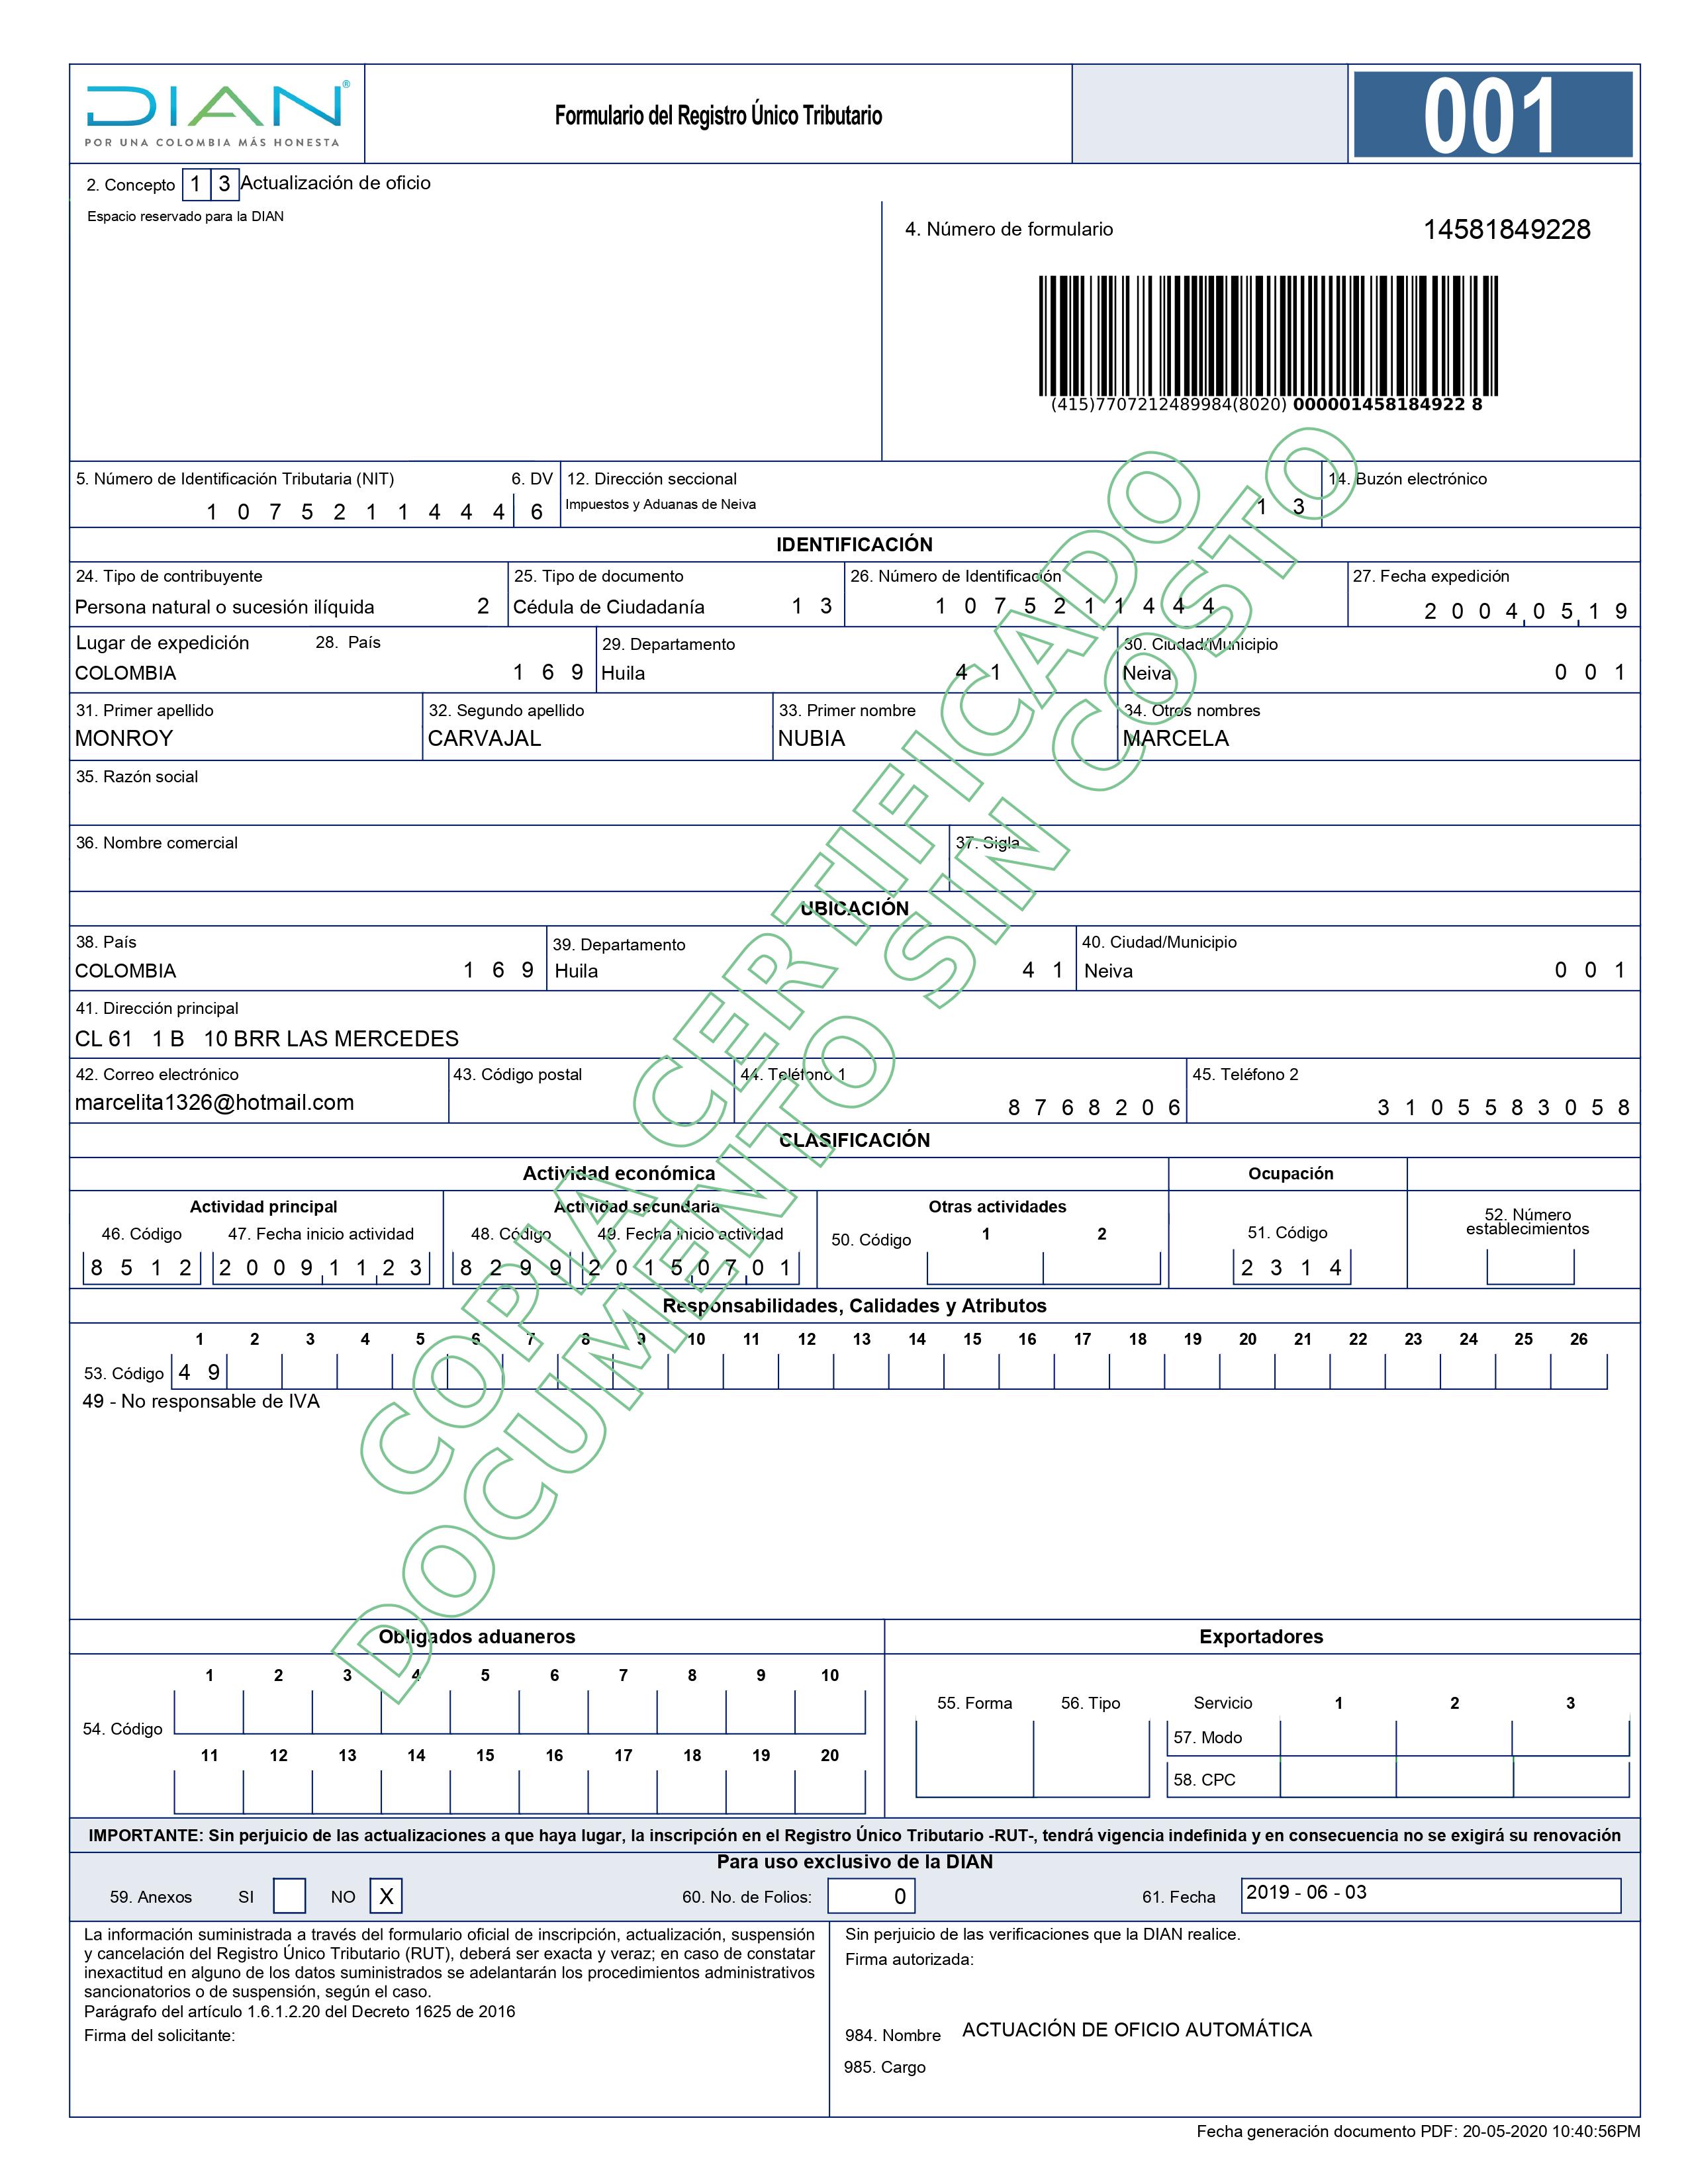 DIAN®
POR UNA COLOMBIA MÁS HONESTA
Formulario del Registro Único Tributario
001
2. Concepto 1 3 Actualización de oficio
Espacio reservado para la DIAN
4. Número de formulario 14581849228
(415)7707212489984(8020) 000001458184922 8
5. Número de Identificación Tributaria (NIT) 6. DV 12. Dirección seccional 14. Buzón electrónico
1 0 7 5 2 1 1 4 4 4 6 Impuestos y Aduanas de Neiva 1 3
IDENTIFICACIÓN
24. Tipo de contribuyente 25. Tipo de documento 26. Número de Identificación 27. Fecha expedición
Persona natural o sucesión ilíquida 2 Cédula de Ciudadanía 1 3 1 0 7 5 2 1 1 4 4 4 2 0 0 4 0 5 1 9
Lugar de expedición 28. País 29. Departamento 30. Ciudad/Municipio
COLOMBIA 1 6 9 Huila 4 1 Neiva 0 0 1
31. Primer apellido 32. Segundo apellido 33. Primer nombre 34. Otros nombres
MONROY CARVAJAL NUBIA MARCELA
35. Razón social
36. Nombre comercial 37. Sigla
UBICACIÓN
38. País 39. Departamento 40. Ciudad/Municipio
COLOMBIA 1 6 9 Huila 4 1 Neiva 0 0 1
41. Dirección principal
CL 61 1 B 10 BRR LAS MERCEDES
42. Correo electrónico 43. Código postal 44. Teléfono 1 45. Teléfono 2
marcelita1326@hotmail.com 8 7 6 8 2 0 6 3 1 0 5 5 8 3 0 5 8
CLASIFICACIÓN
Actividad económica Ocupación
Actividad principal Actividad secundaria Otras actividades 52. Número establecimientos
46. Código 47. Fecha inicio actividad 48. Código 49. Fecha inicio actividad 50. Código 1 2 51. Código
8 5 1 2 2 0 0 9 1 1 2 3 8 2 9 9 2 0 1 5 0 7 0 1 2 3 1 4
Responsabilidades, Calidades y Atributos
1 2 3 4 5 6 7 8 9 10 11 12 13 14 15 16 17 18 19 20 21 22 23 24 25 26
53. Código 4 9
49 - No responsable de IVA
COPIA CERTIFICADO
DOCUMENTO SIN COSTO
Obligados aduaneros Exportadores
1 2 3 4 5 6 7 8 9 10
55. Forma 56. Tipo Servicio 1 2 3
54. Código
57. Modo
11 12 13 14 15 16 17 18 19 20
58. CPC
IMPORTANTE: Sin perjuicio de las actualizaciones a que haya lugar, la inscripción en el Registro Único Tributario -RUT-, tendrá vigencia indefinida y en consecuencia no se exigirá su renovación
Para uso exclusivo de la DIAN
59. Anexos SI NO X 60. No. de Folios: 0 61. Fecha 2019 - 06 - 03
La información suministrada a través del formulario oficial de inscripción, actualización, suspensión
y cancelación del Registro Único Tributario (RUT), deberá ser exacta y veraz; en caso de constatar
inexactitud en alguno de los datos suministrados se adelantarán los procedimientos administrativos
sancionatorios o de suspensión, según el caso.
Parágrafo del artículo 1.6.1.2.20 del Decreto 1625 de 2016
Firma del solicitante:
Sin perjuicio de las verificaciones que la DIAN realice.
Firma autorizada:
984. Nombre ACTUACIÓN DE OFICIO AUTOMÁTICA
985. Cargo
Fecha generación documento PDF: 20-05-2020 10:40:56PM